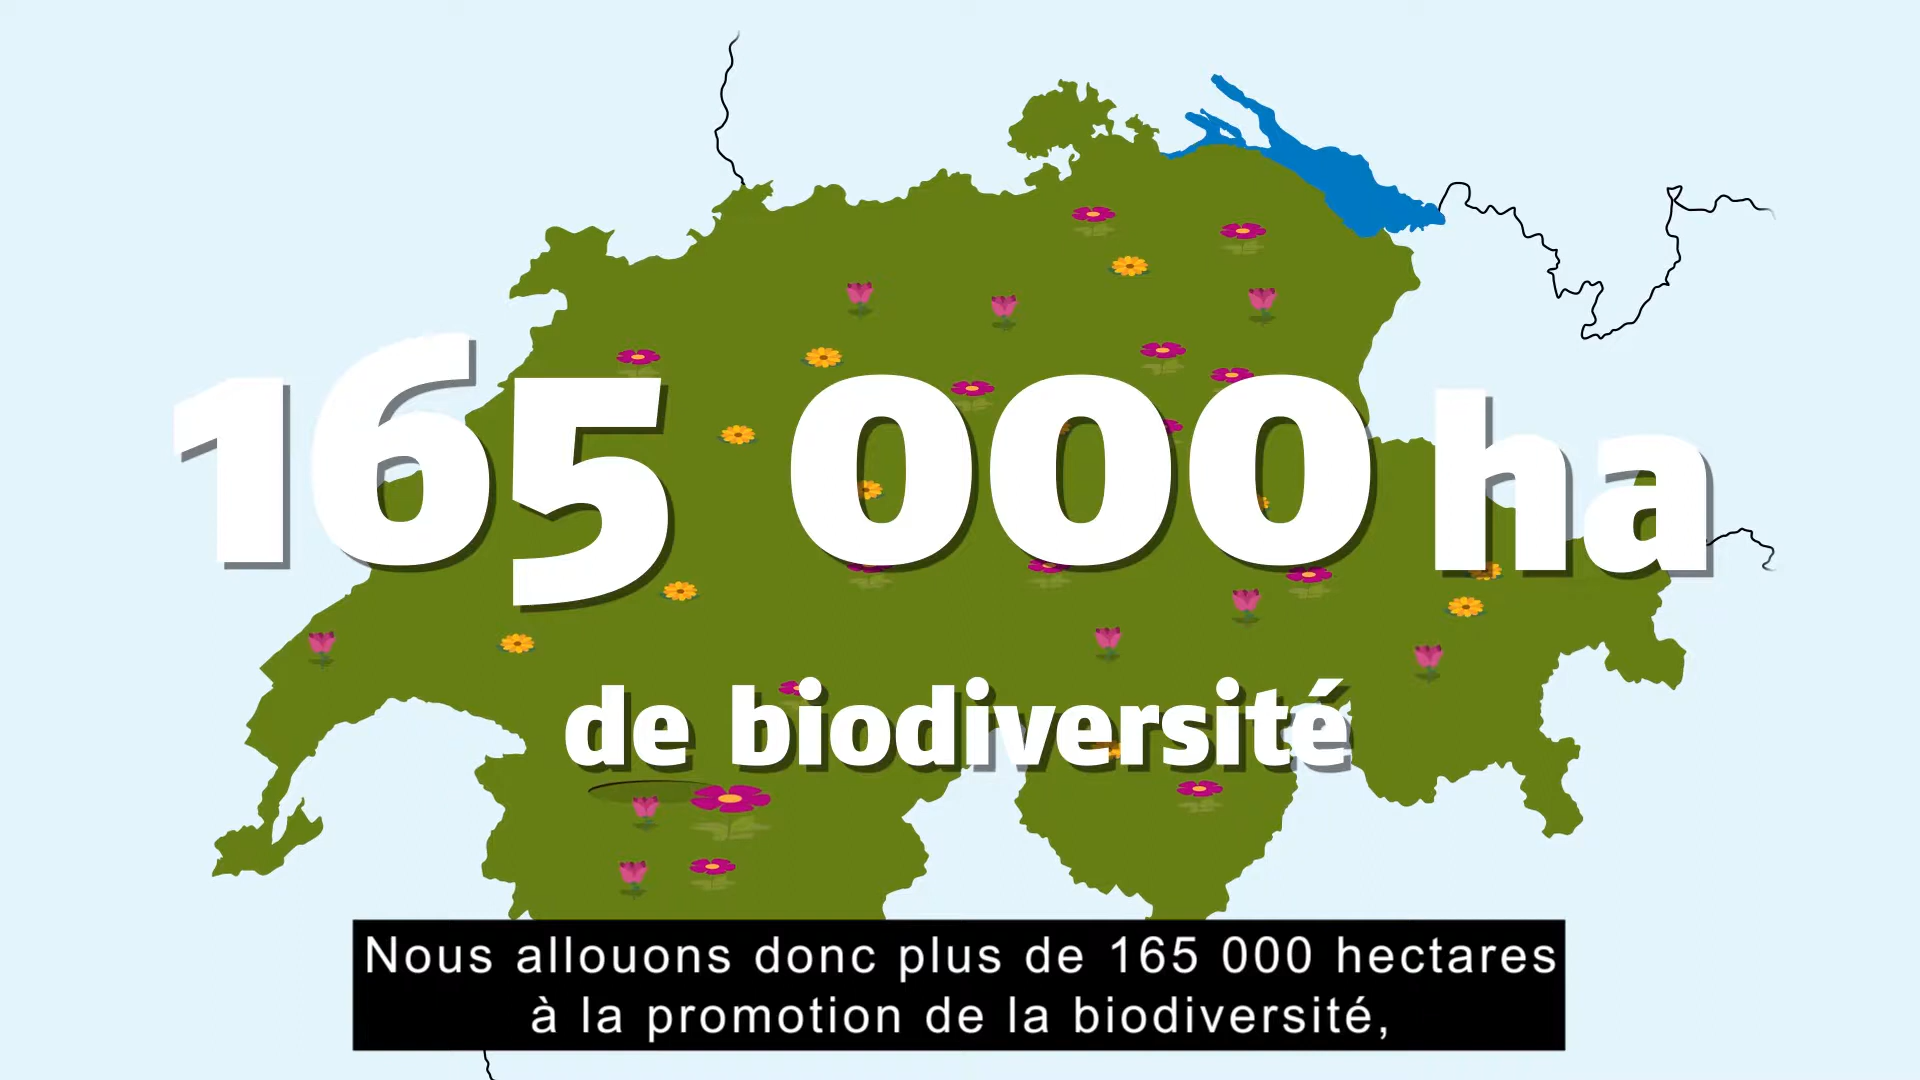 165 000 ha
de biodiversité
Nous allouons donc plus de 165 000 hectares
à la promotion de la biodiversité,